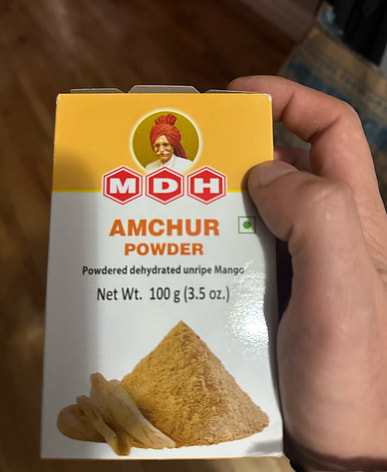 MDH
AMCHUR
POWDER
Powdered dehydrated unripe Mango
Net Wt. 100 g (3.5 oz.)